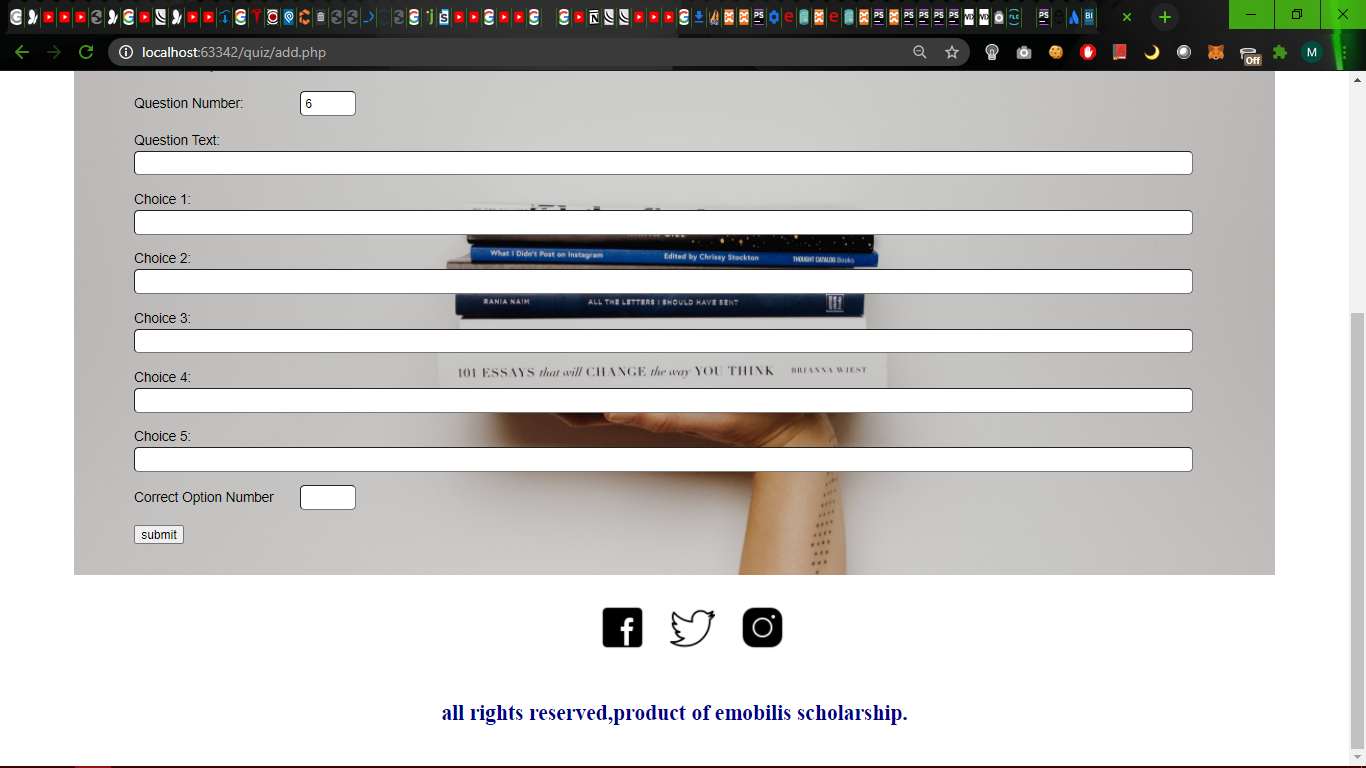 localhost:63342/quiz/add.php
Off
M
Question Number:
6
Question Text:
Choice 1:
What I Didn't Post on Instagram Edited by Chrissy Stockton THOUGHT CATALOG Books
Choice 2:
RANIA NAIM ALL THE LETTERS I SHOULD HAVE SENT
Choice 3:
101 ESSAYS that will CHANGE the way YOU THINK BRIANNA WIEST
Choice 4:
Choice 5:
Correct Option Number
submit
all rights reserved,product of emobilis scholarship.